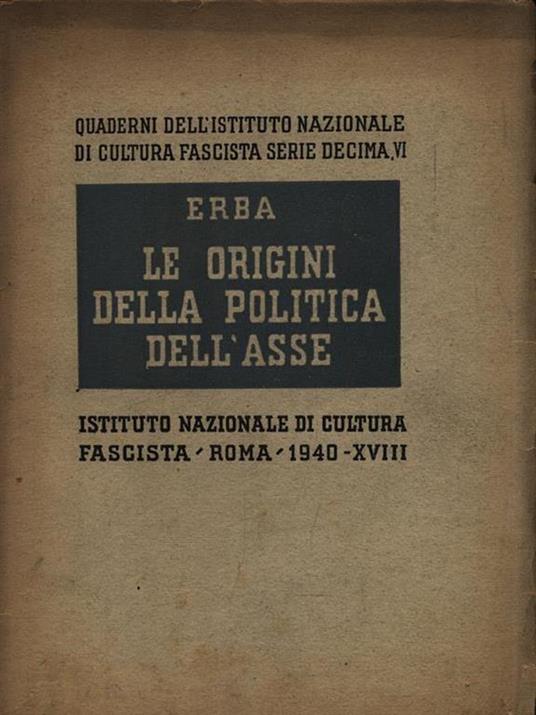 QUADERNI DELL'ISTITUTO NAZIONALE
DI CULTURA FASCISTA SERIE DECIMA, VI
ERBA
LE ORIGINI
DELLA POLITICA
DELL'ASSE
ISTITUTO NAZIONALE DI CULTURA
FASCISTA - ROMA - 1940 - XVIII